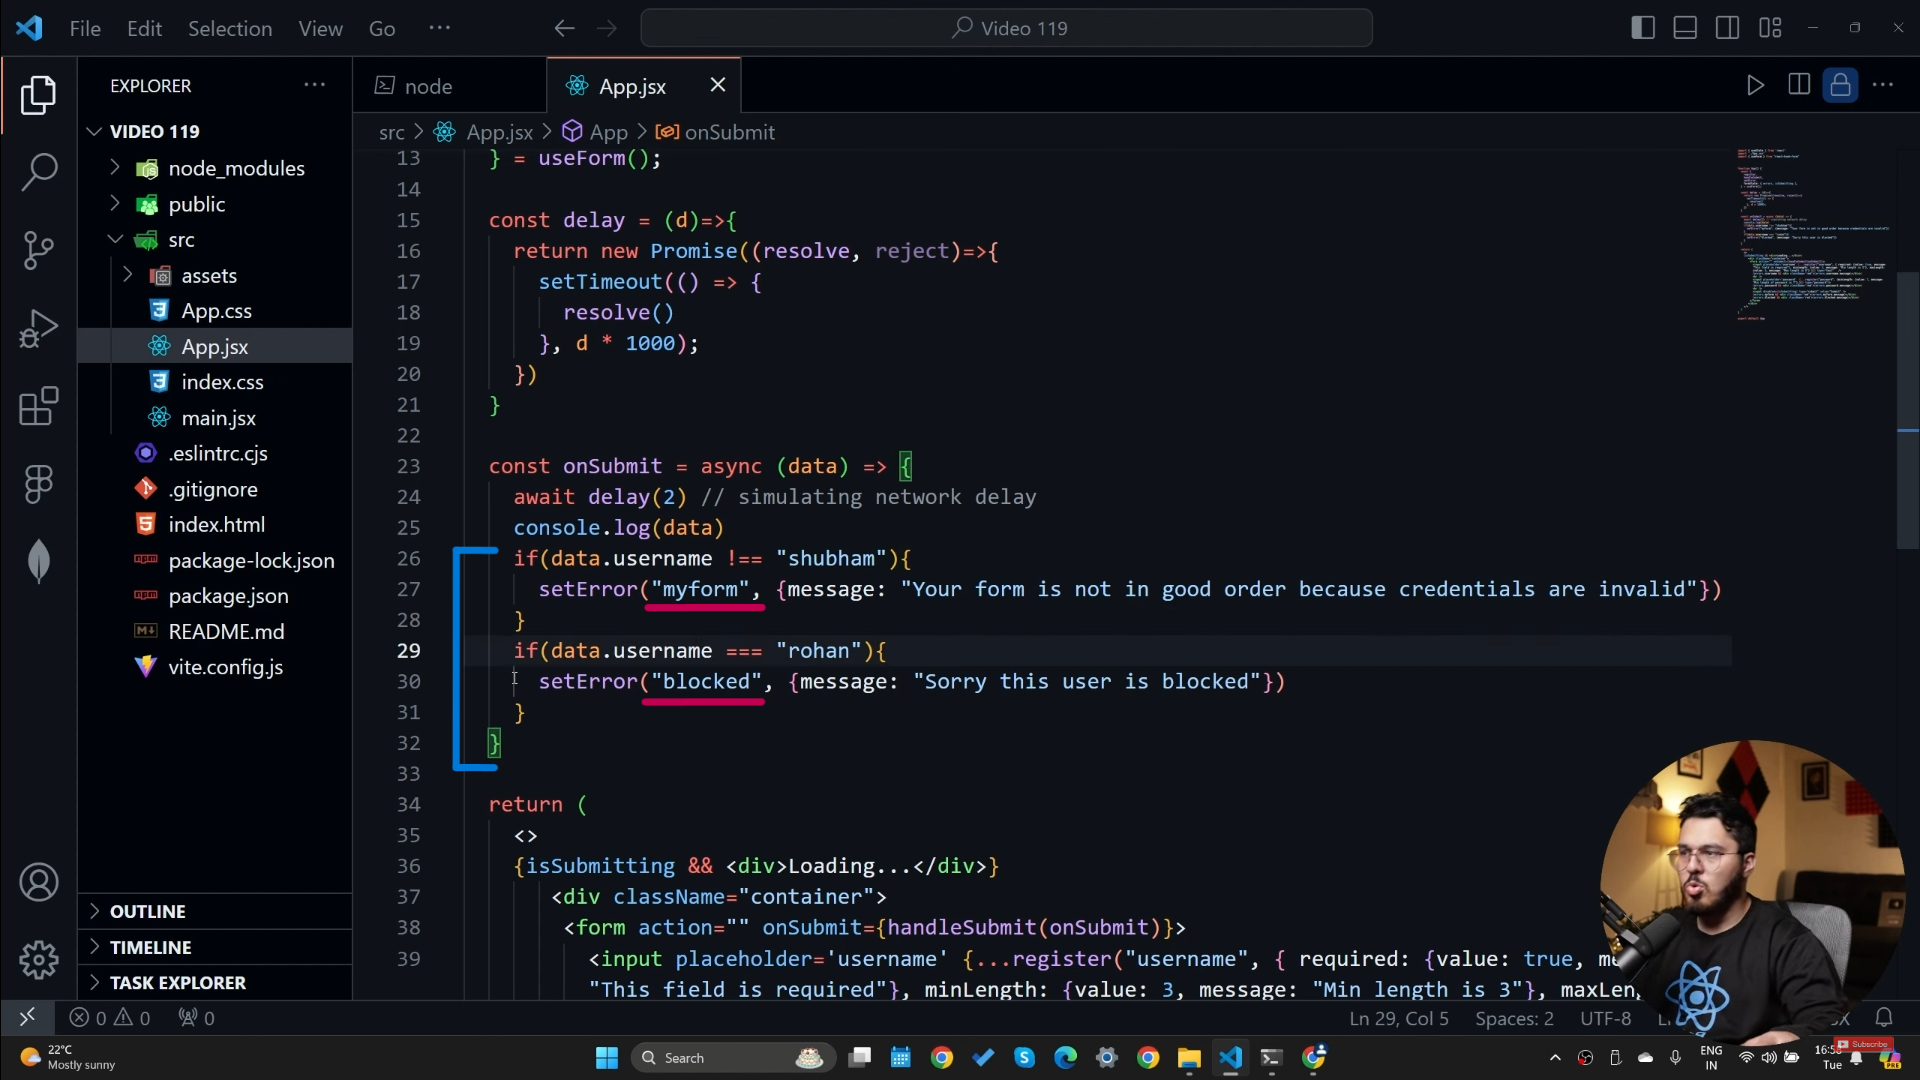 File Edit Selection View Go ···
Video 119
EXPLORER ···
VIDEO 119
node_modules
public
src
assets
App.css
App.jsx
index.css
main.jsx
.eslintrc.cjs
.gitignore
index.html
package-lock.json
package.json
README.md
vite.config.js
OUTLINE
TIMELINE
TASK EXPLORER
node App.jsx
src > App.jsx > App > onSubmit
13 } = useForm();
14
15 const delay = (d)=>{
16 return new Promise((resolve, reject)=>{
17 setTimeout(() => {
18 resolve()
19 }, d * 1000);
20 })
21 }
22
23 const onSubmit = async (data) => {
24 await delay(2) // simulating network delay
25 console.log(data)
26 if(data.username !== "shubham"){
27 setError("myform", {message: "Your form is not in good order because credentials are invalid"})
28 }
29 if(data.username === "rohan"){
30 setError("blocked", {message: "Sorry this user is blocked"})
31 }
32 }
33
34 return (
35 <>
36 {isSubmitting && <div>Loading...</div>}
37 <div className="container">
38 <form action="" onSubmit={handleSubmit(onSubmit)}>
39 <input placeholder='username' {...register("username", { required: {value: true,
"This field is required"}, minLength: {value: 3, message: "Min length is 3"},
0 0 0
Ln 29, Col 5 Spaces: 2 UTF-8
22°C
Mostly sunny
Search
ENG
IN
Tue
Subscribe